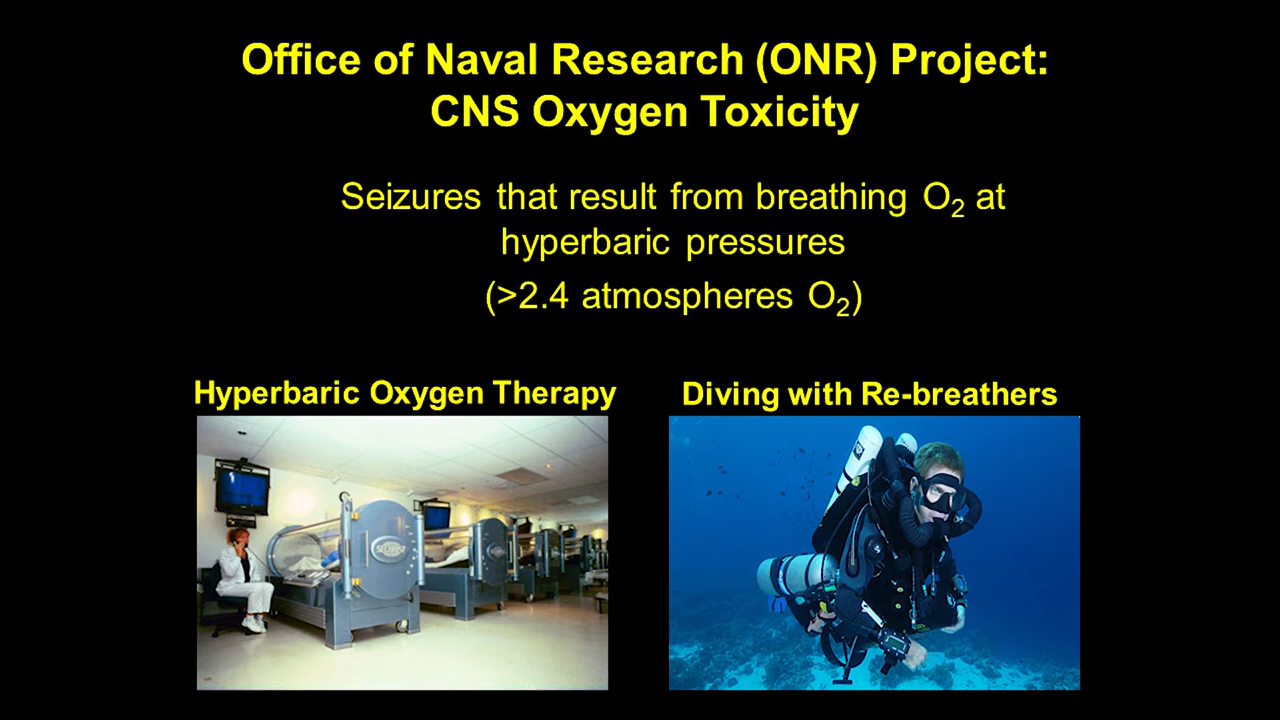 Office of Naval Research (ONR) Project:
CNS Oxygen Toxicity
Seizures that result from breathing O₂ at
hyperbaric pressures
(>2.4 atmospheres O₂)
Hyperbaric Oxygen Therapy
Diving with Re-breathers